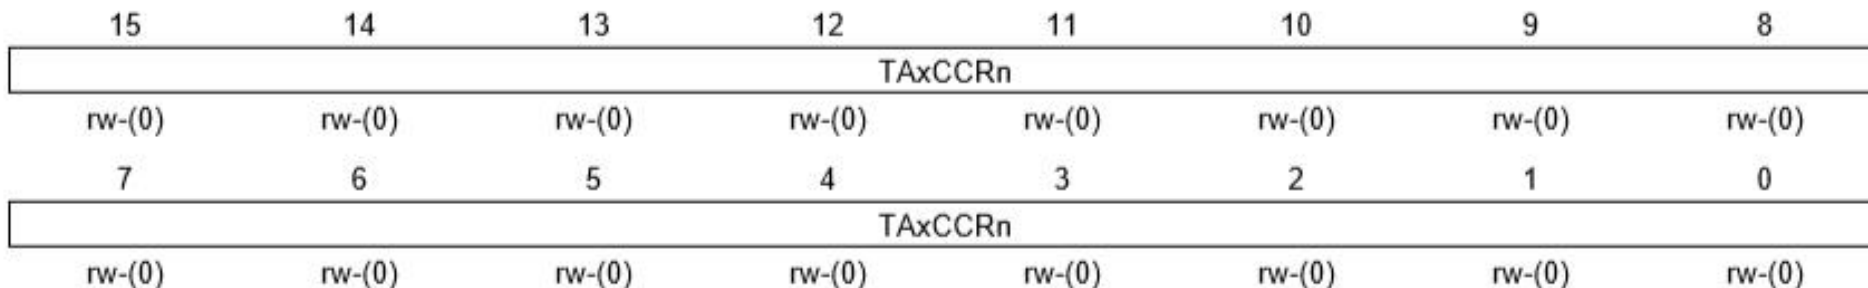 15 14 13 12 11 10 9 8
TAxCCRn
rw-(0) rw-(0) rw-(0) rw-(0) rw-(0) rw-(0) rw-(0) rw-(0)
7 6 5 4 3 2 1 0
TAxCCRn
rw-(0) rw-(0) rw-(0) rw-(0) rw-(0) rw-(0) rw-(0) rw-(0)